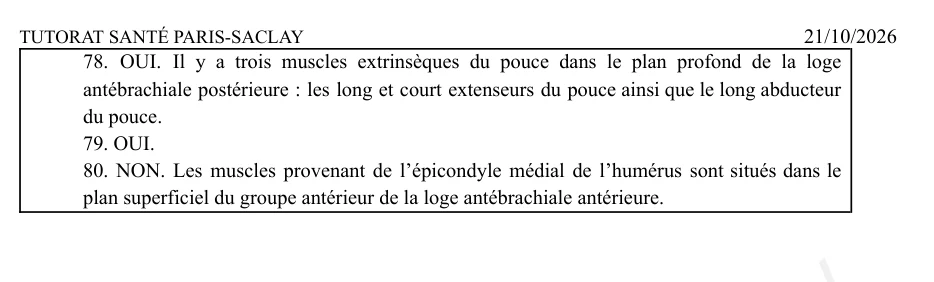 TUTORAT SANTÉ PARIS-SACLAY 21/10/2026
78. OUI. Il y a trois muscles extrinsèques du pouce dans le plan profond de la loge
antébrachiale postérieure : les long et court extenseurs du pouce ainsi que le long abducteur
du pouce.
79. OUI.
80. NON. Les muscles provenant de l’épicondyle médial de l’humérus sont situés dans le
plan superficiel du groupe antérieur de la loge antébrachiale antérieure.